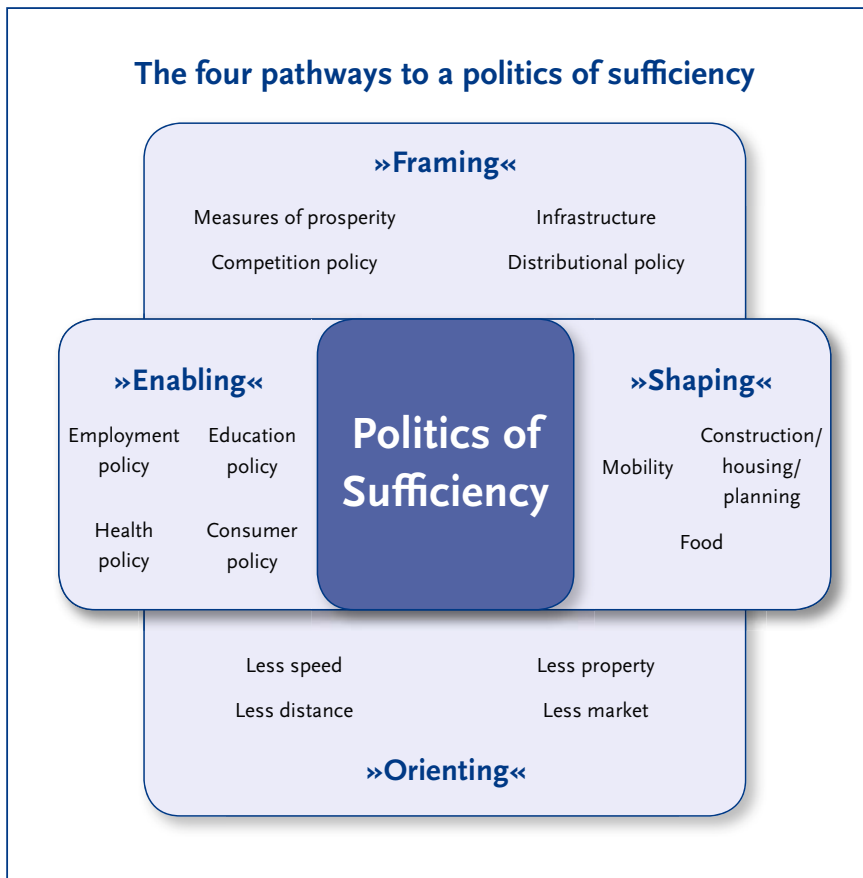 The four pathways to a politics of sufficiency
»Framing«
Measures of prosperity
Infrastructure
Competition policy
Distributional policy
»Enabling«
Employment
policy
Education
policy
Health
policy
Consumer
policy
Politics of
Sufficiency
»Shaping«
Mobility
Construction/
housing/
planning
Food
Less speed
Less property
Less distance
Less market
»Orienting«